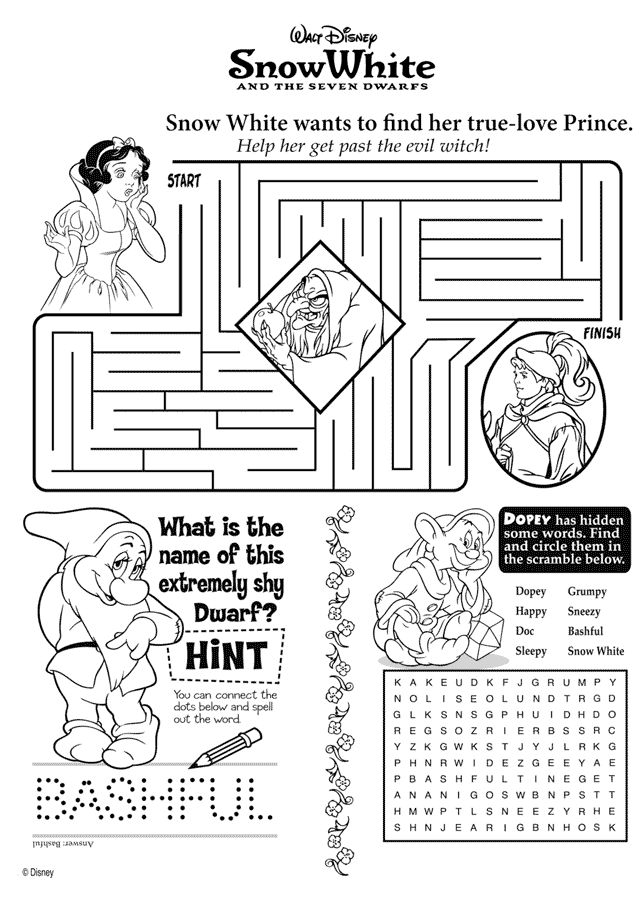 WALT DISNEY
SNOW WHITE
AND THE SEVEN DWARFS
Snow White wants to find her true-love Prince.
Help her get past the evil witch!
START
FINISH
What is the
name of this
extremely shy
Dwarf?
HiNT
You can connect the
dots below and spell
out the word.
BASHFUL
Answer: Bashful
© Disney
DOPEY has hidden
some words. Find
and circle them in
the scramble below.
Dopey Grumpy
Happy Sneezy
Doc Bashful
Sleepy Snow White
K A K E U D K F J G R U M P Y
N O L I S E O L U N D T R G D
G L K S N S G P H U I D H D O
R E G S O Z R I E R B S S R C
Y Z K G W K S T J Y J L R K G
P H N R W I D E Z G E E Y A E
P B A S H F U L T I N E G E T
A N A N I G O S W B N P S T T
H M W P T L S N E E Z Y R H E
S H N J E A R I G B N H O S K